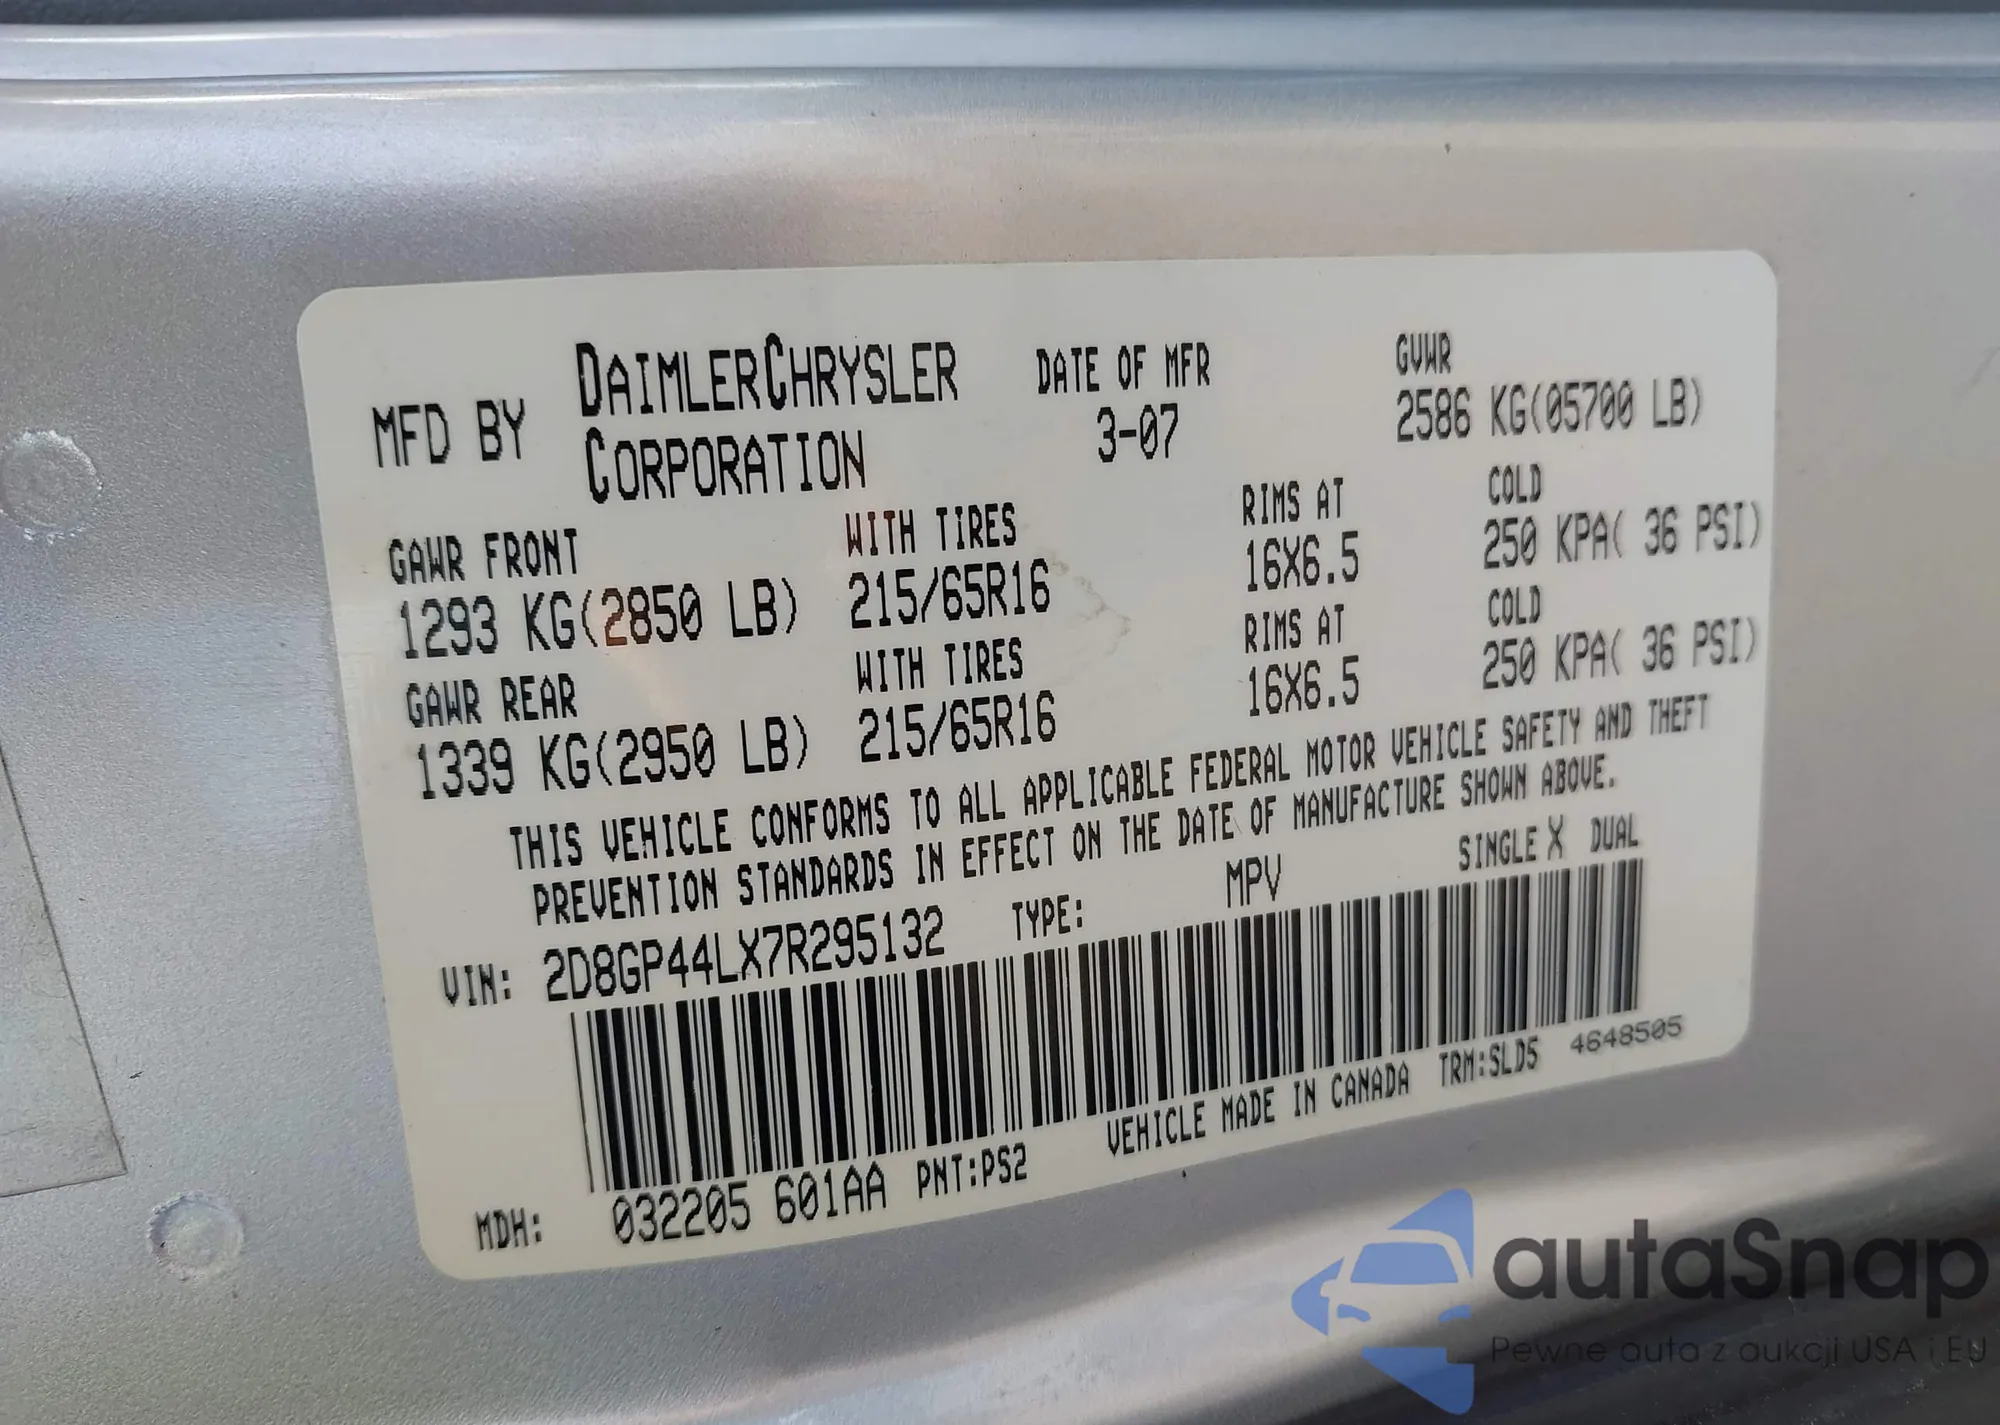 MFD BY DAIMLERCHRYSLER CORPORATION DATE OF MFR 3-07 GVWR 2586 KG(05700 LB)
GAWR FRONT WITH TIRES RIMS AT COLD
1293 KG(2850 LB) 215/65R16 16X6.5 250 KPA( 36 PSI)
GAWR REAR WITH TIRES RIMS AT COLD
1339 KG(2950 LB) 215/65R16 16X6.5 250 KPA( 36 PSI)
THIS VEHICLE CONFORMS TO ALL APPLICABLE FEDERAL MOTOR VEHICLE SAFETY AND THEFT
PREVENTION STANDARDS IN EFFECT ON THE DATE OF MANUFACTURE SHOWN ABOVE.
VIN: 2D8GP44LX7R295132 TYPE: MPV SINGLE X DUAL
MDH: 032205 601AA PNT:PS2 VEHICLE MADE IN CANADA TRM:SLD5 4648505
autaSnap
Pewne auta z aukcji USA i EU